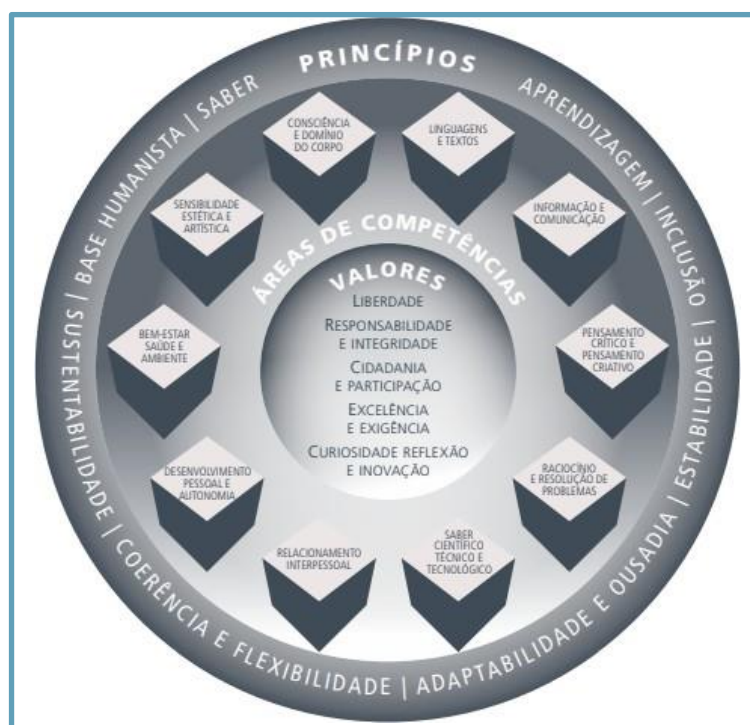 PRINCÍPIOS
BASE HUMANISTA | SABER
APRENDIZAGEM | INCLUSÃO
SUSTENTABILIDADE |
ESTABILIDADE |
COERÊNCIA E FLEXIBILIDADE |
ADAPTABILIDADE E OUSADIA |
ÁREAS DE COMPETÊNCIAS
CONSCIÊNCIA
E DOMÍNIO
DO CORPO
LINGUAGENS
E TEXTOS
SENSIBILIDADE
ESTÉTICA E
ARTÍSTICA
INFORMAÇÃO E
COMUNICAÇÃO
BEM-ESTAR
SAÚDE E
AMBIENTE
PENSAMENTO
CRÍTICO E
PENSAMENTO
CRIATIVO
DESENVOLVIMENTO
PESSOAL E
AUTONOMIA
RACIOCÍNIO
E RESOLUÇÃO DE
PROBLEMAS
RELACIONAMENTO
INTERPESSOAL
SABER
CIENTÍFICO
TÉCNICO E
TECNOLÓGICO
VALORES
LIBERDADE
RESPONSABILIDADE
E INTEGRIDADE
CIDADANIA
E PARTICIPAÇÃO
EXCELÊNCIA
E EXIGÊNCIA
CURIOSIDADE REFLEXÃO
E INOVAÇÃO